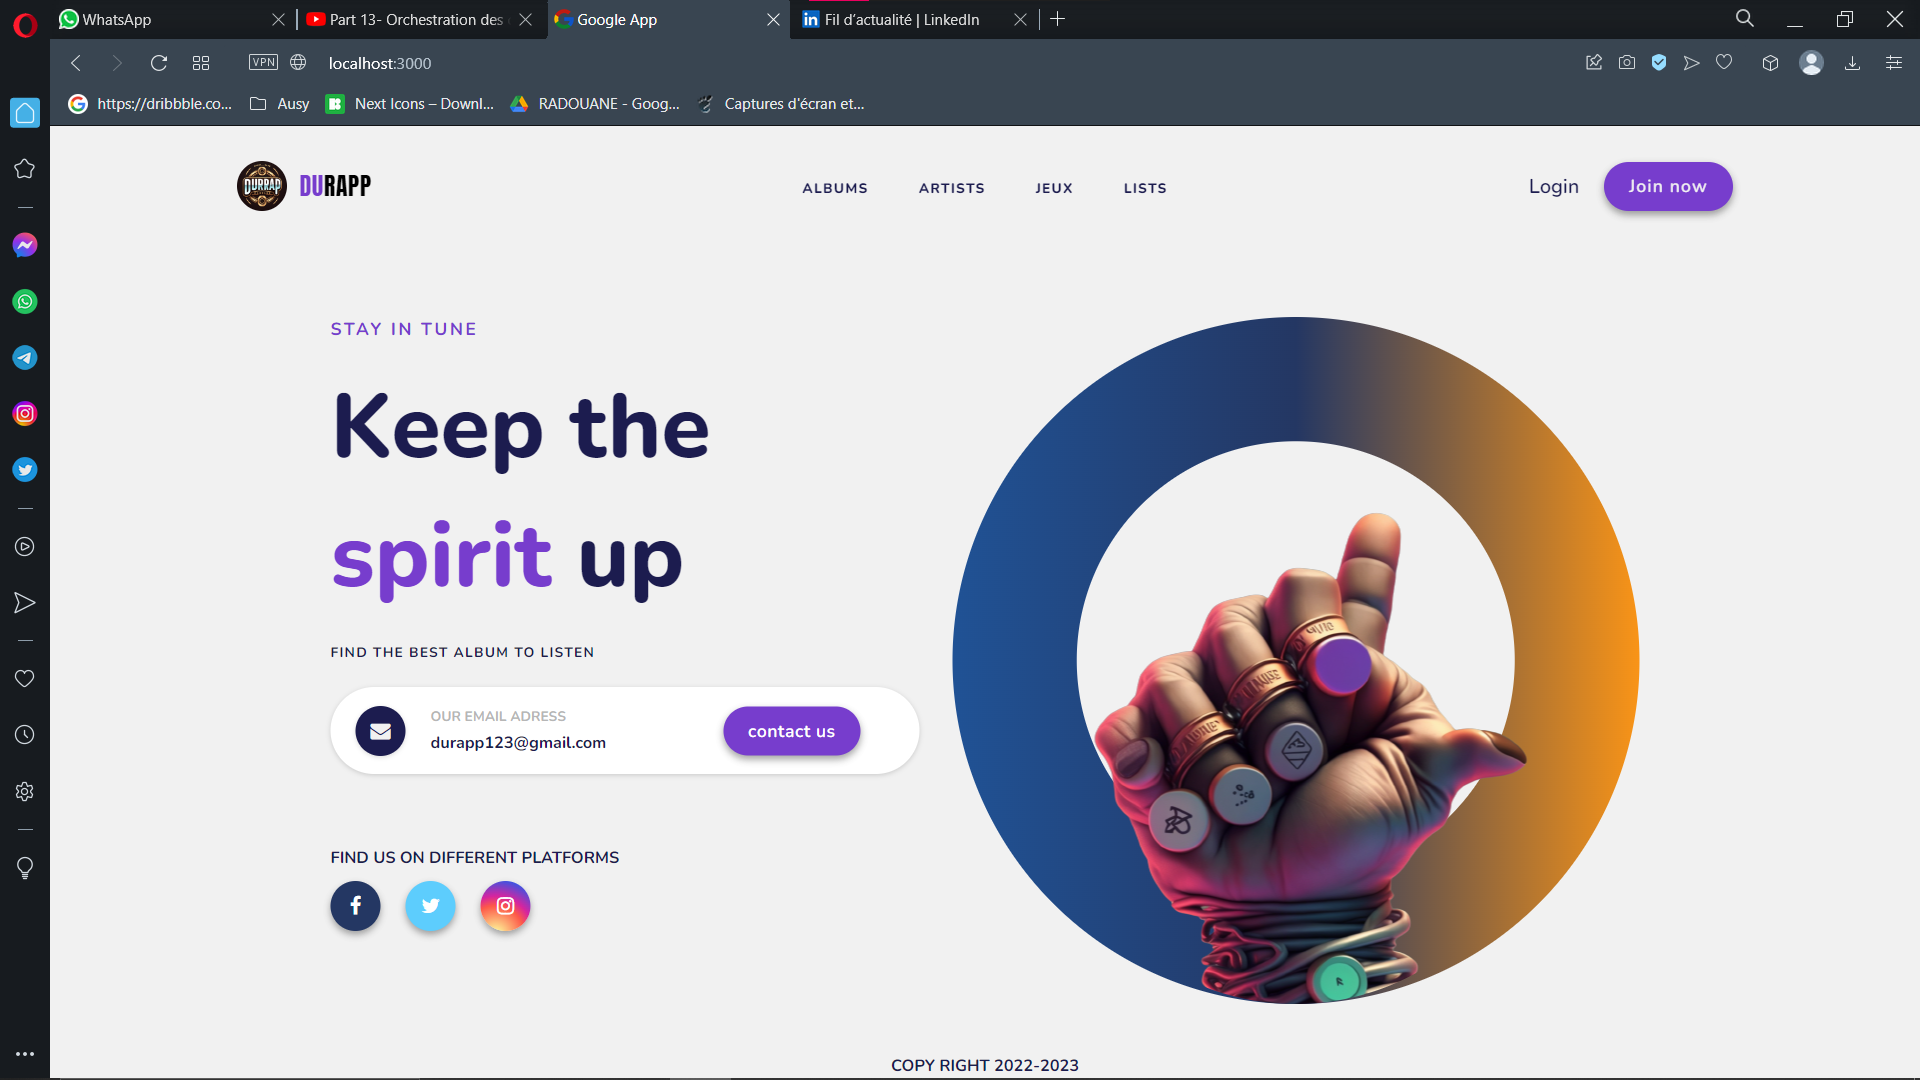 WhatsApp
Part 13- Orchestration des
Google App
Fil d'actualité | LinkedIn
VPN
localhost:3000
https://dribbble.co...
Ausy
Next Icons – Downl...
RADOUANE - Goog...
Captures d'écran et...
DURRAP
DURAPP
ALBUMS
ARTISTS
JEUX
LISTS
Login
Join now
STAY IN TUNE
Keep the
spirit up
FIND THE BEST ALBUM TO LISTEN
OUR EMAIL ADRESS
durapp123@gmail.com
contact us
FIND US ON DIFFERENT PLATFORMS
COPY RIGHT 2022-2023